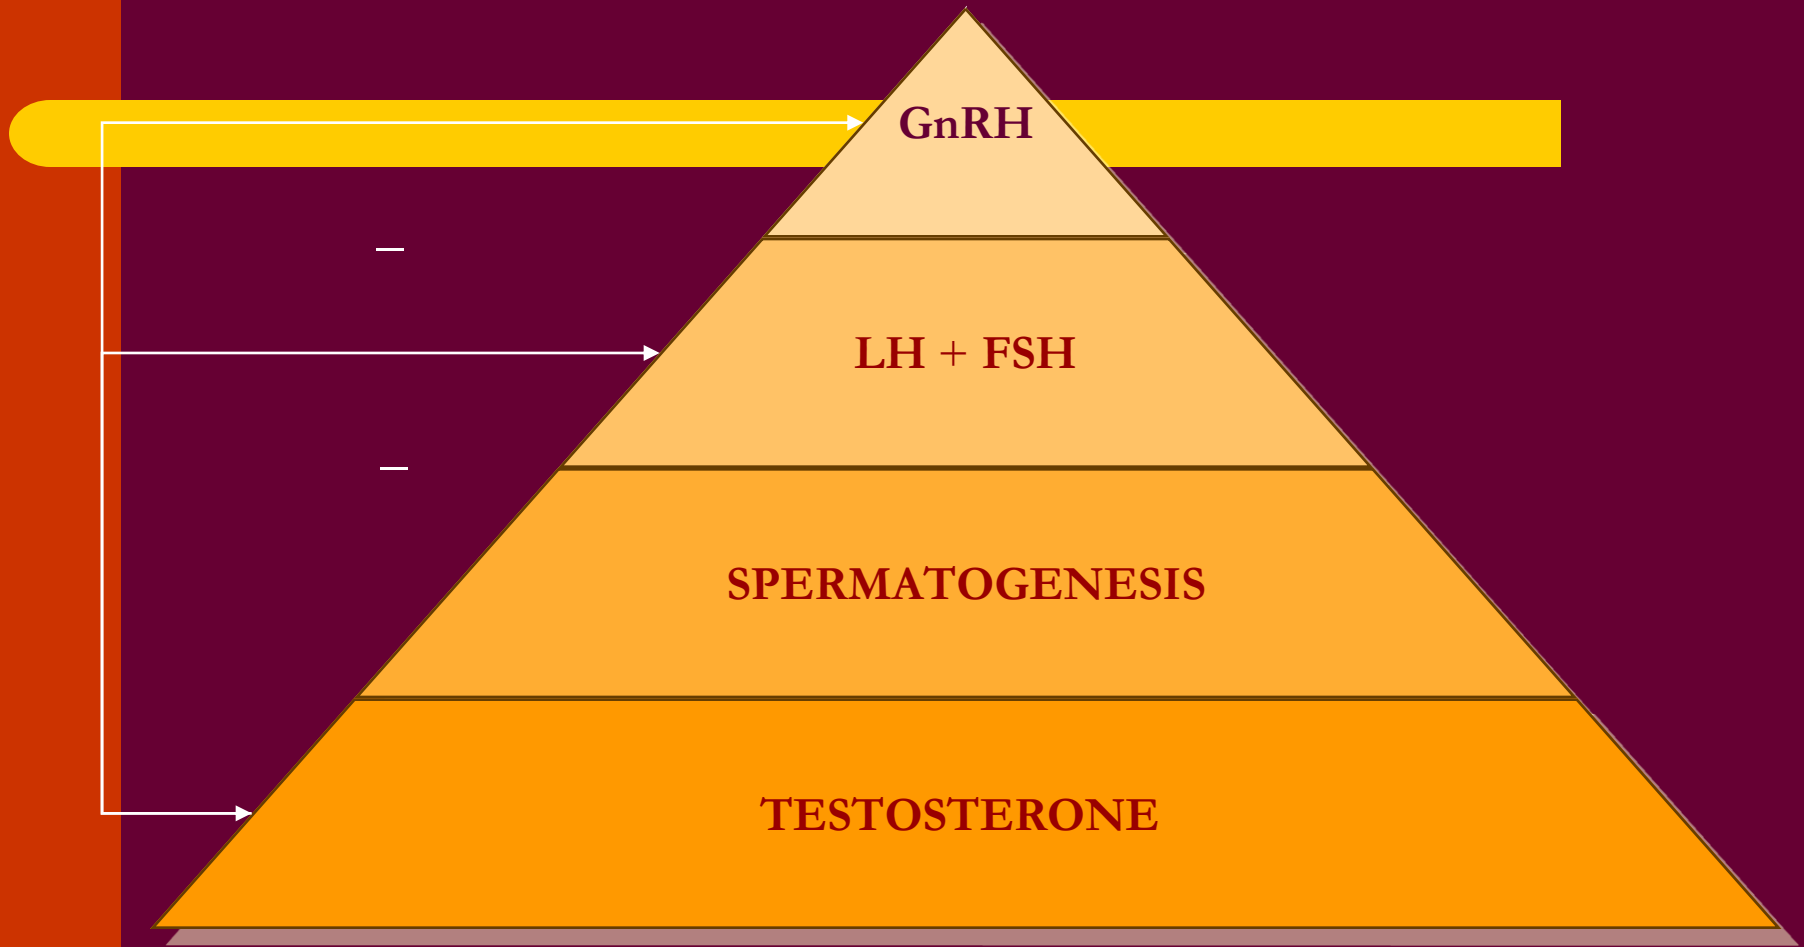 GnRH
–
LH + FSH
–
SPERMATOGENESIS
TESTOSTERONE